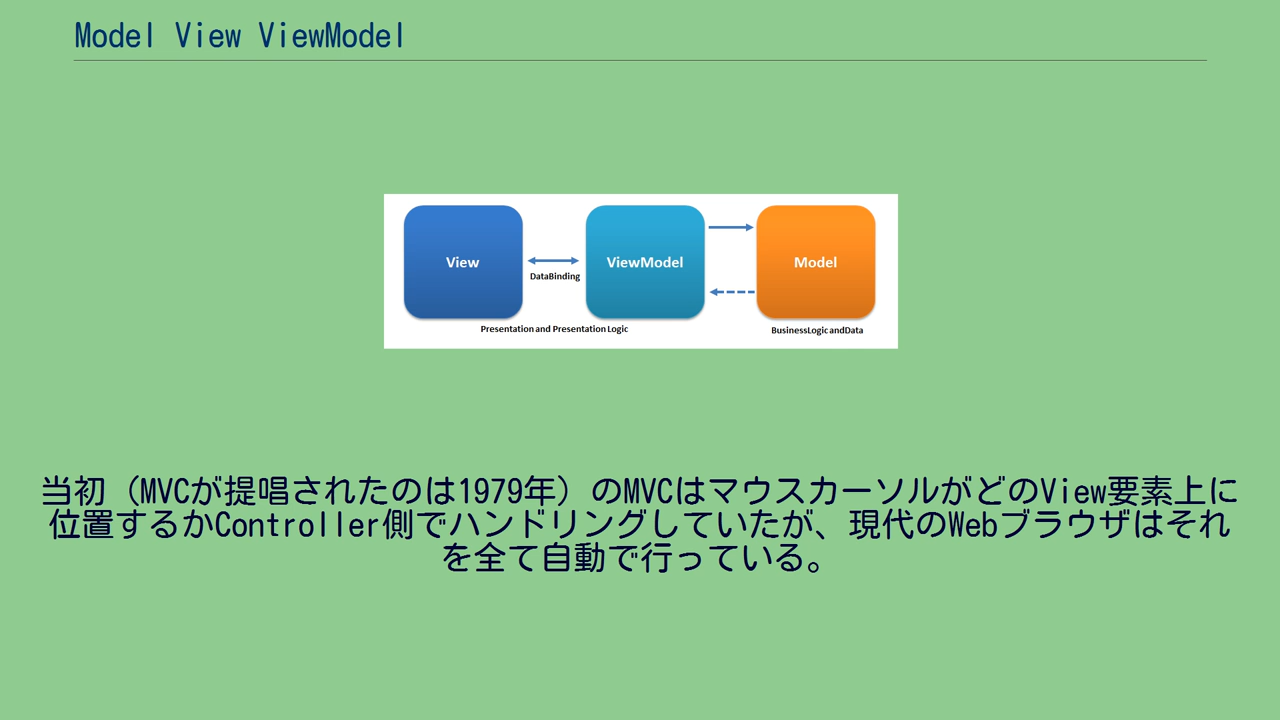 Model View ViewModel
View
ViewModel
Model
DataBinding
Presentation and Presentation Logic
BusinessLogicandData
当初（MVCが提唱されたのは1979年）のMVCはマウスカーソルがどのView要素上に
位置するかController側でハンドリングしていたが、現代のWebブラウザはそれ
を全て自動で行っている。